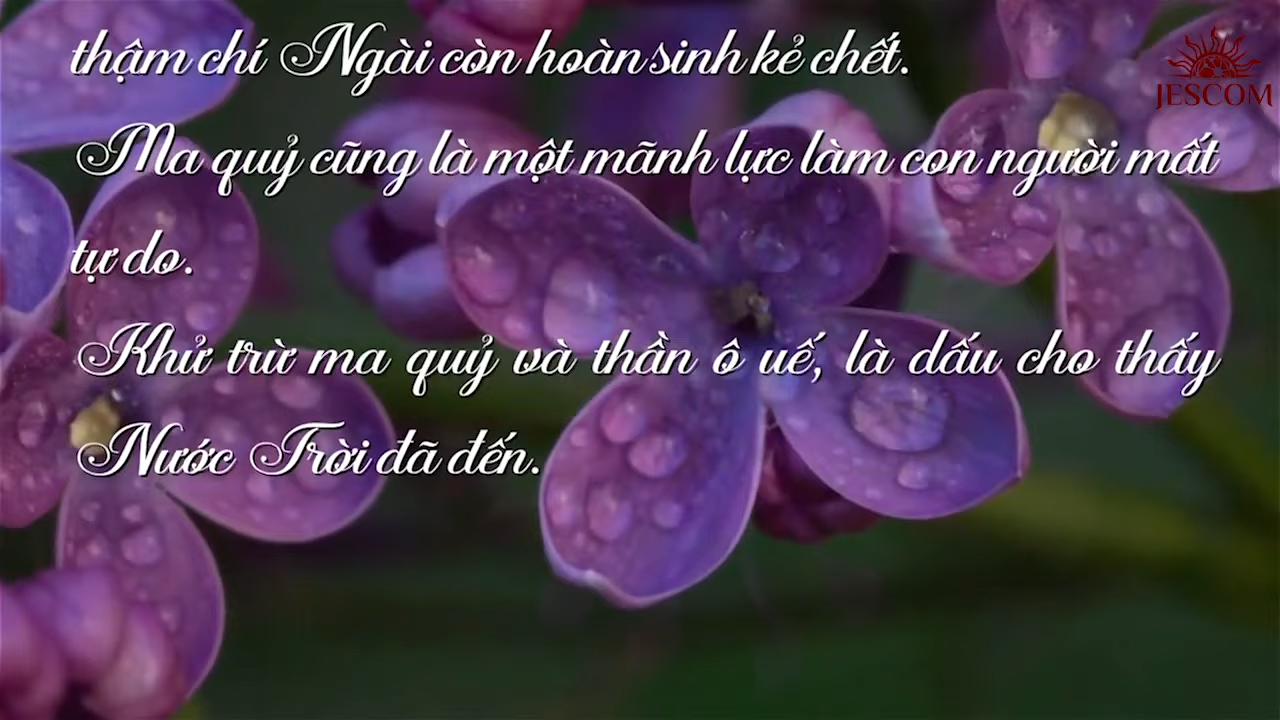 thậm chí Ngài còn hoàn sinh kẻ chết.
JESCOM
Ma quỷ cũng là một mãnh lực làm con người mất
tự do.
Khử trừ ma quỷ và thần ô uế, là dấu cho thấy
Nước Trời đã đến.